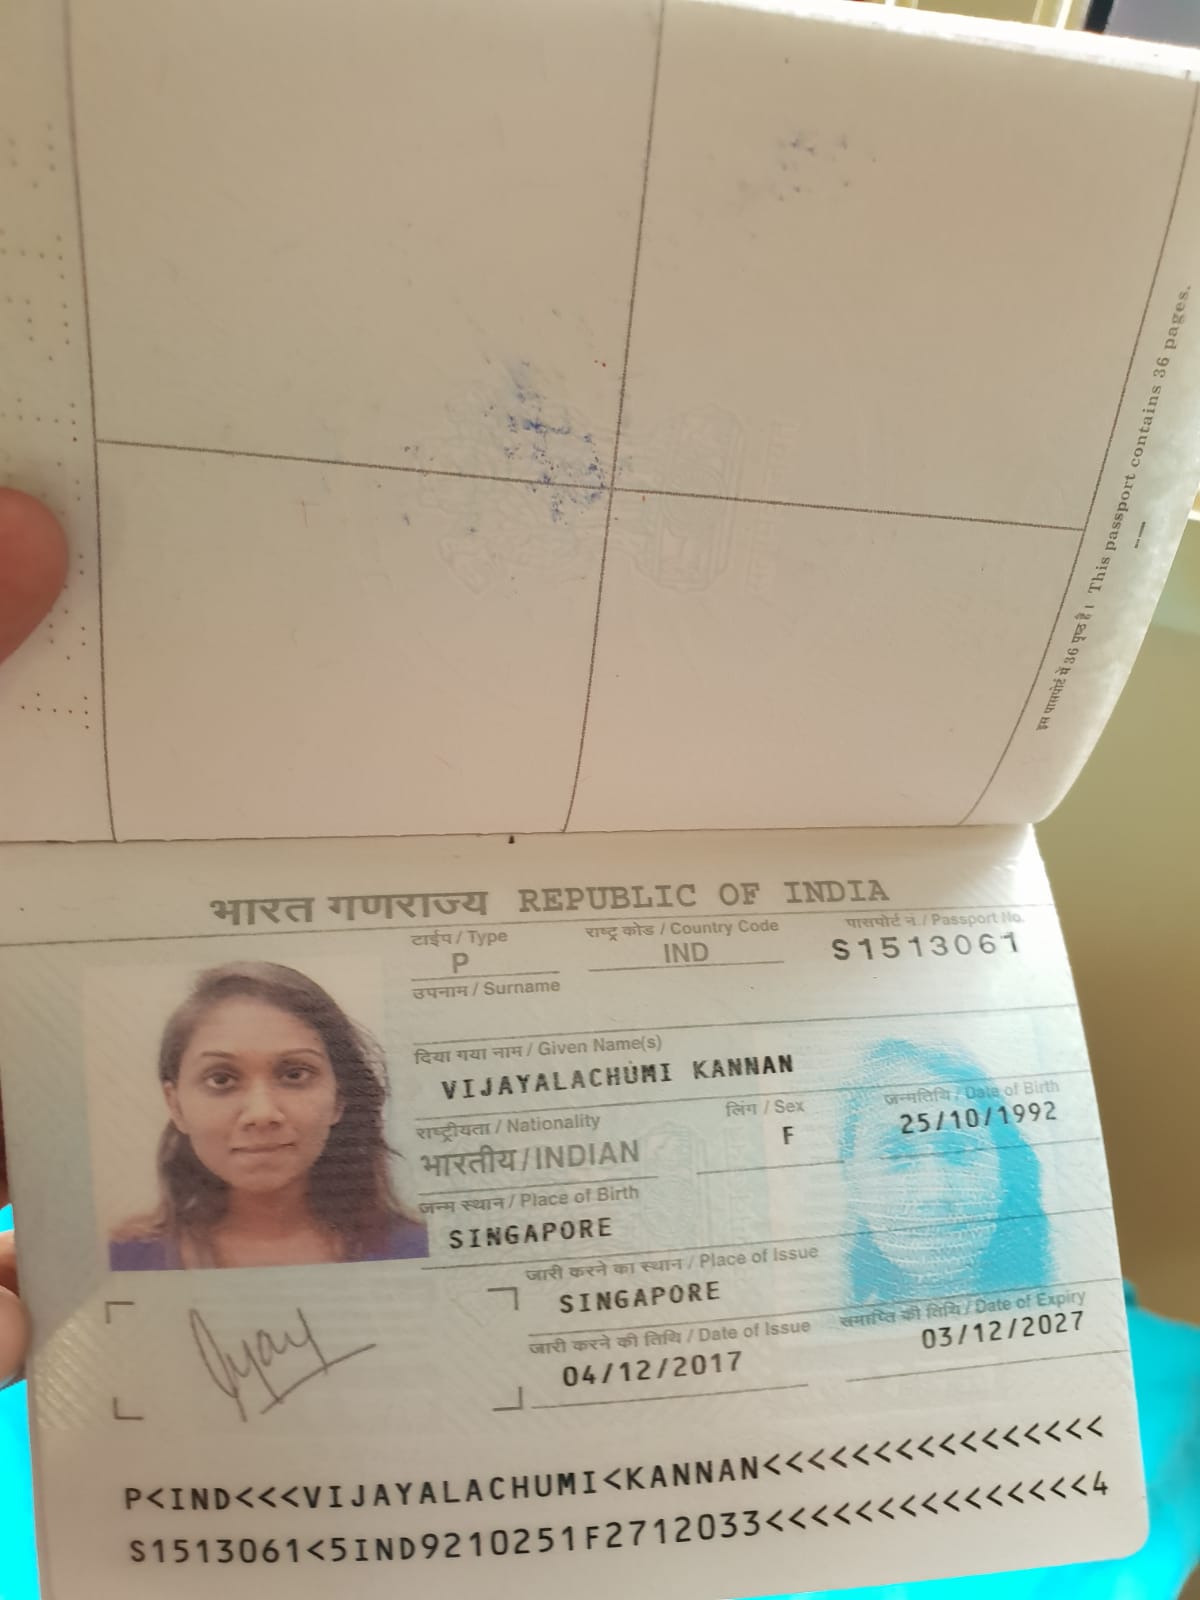 इस पासपोर्ट में 36 पृष्ठ है। This passport contains 36 pages.
भारत गणराज्य REPUBLIC OF INDIA
टाईप / Type
राष्ट्र कोड / Country Code
पासपोर्ट नं. / Passport No.
P
IND
S1513061
उपनाम / Surname
दिया गया नाम / Given Name(s)
VIJAYALACHUMI KANNAN
राष्ट्रीयता / Nationality
लिंग / Sex
जन्मतिथि / Date of Birth
भारतीय/INDIAN
F
25/10/1992
जन्म स्थान / Place of Birth
SINGAPORE
जारी करने का स्थान / Place of Issue
SINGAPORE
जारी करने की तिथि / Date of Issue
समाप्ति की तिथि / Date of Expiry
04/12/2017
03/12/2027
P<IND<<<VIJAYALACHUMI<KANNAN<<<<<<<<<<<<<<<<
S1513061<5IND9210251F2712033<<<<<<<<<<<<<<<4